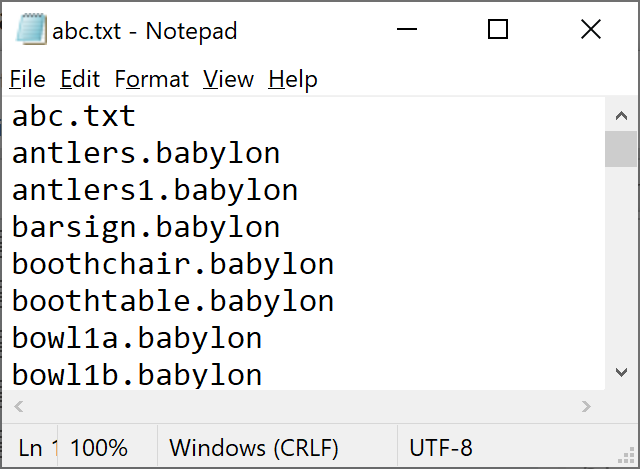 abc.txt - Notepad
File Edit Format View Help
abc.txt
antlers.babylon
antlers1.babylon
barsign.babylon
boothchair.babylon
boothtable.babylon
bowl1a.babylon
bowl1b.babylon
Ln 100% Windows (CRLF) UTF-8